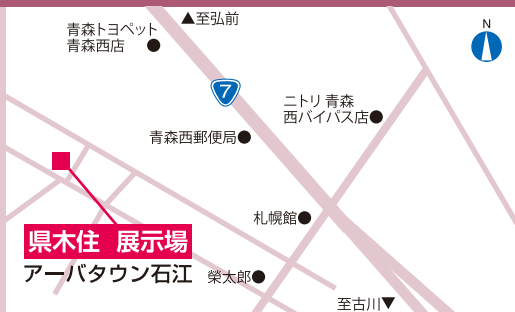 ▲至弘前
青森トヨペット
青森西店●
N
7
ニトリ 青森
西バイパス店●
青森西郵便局●
札幌館●
県木住 展示場
アーバタウン石江
榮太郎●
至古川▼